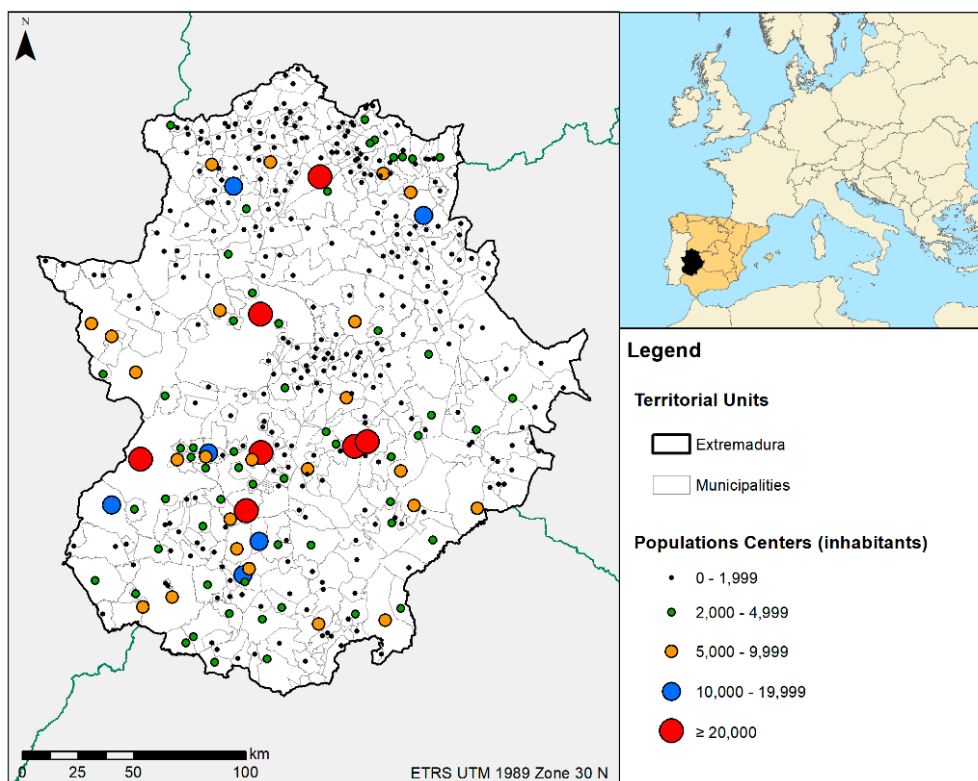 N
Legend
Territorial Units
Extremadura
Municipalities
Populations Centers (inhabitants)
0 - 1,999
2,000 - 4,999
5,000 - 9,999
10,000 - 19,999
≥ 20,000
km
0 25 50 100
ETRS UTM 1989 Zone 30 N